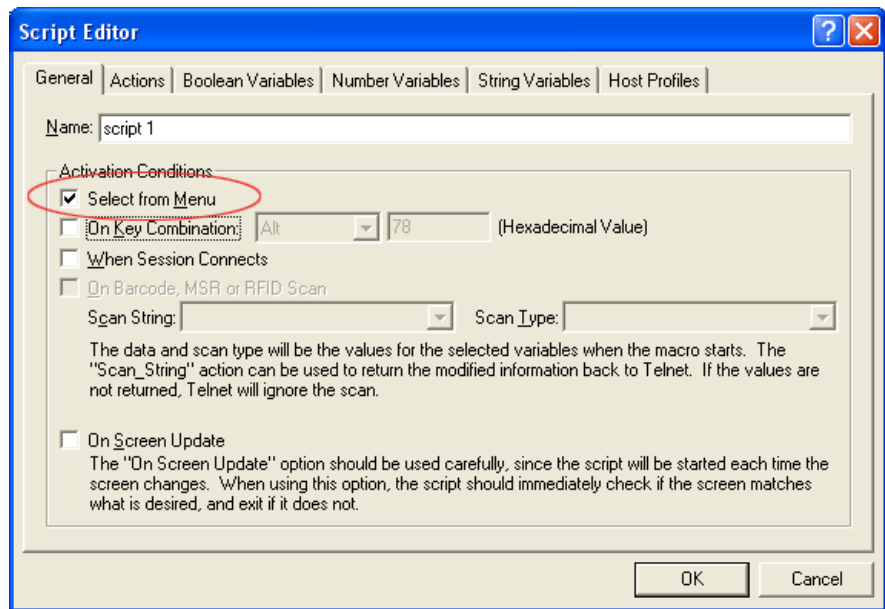 Script Editor
General Actions Boolean Variables Number Variables String Variables Host Profiles
Name: script 1
Activation Conditions
Select from Menu
On Key Combination: Alt 78 (Hexadecimal Value)
When Session Connects
On Barcode, MSR or RFID Scan
Scan String: Scan Type:
The data and scan type will be the values for the selected variables when the macro starts. The
"Scan_String" action can be used to return the modified information back to Telnet. If the values are
not returned, Telnet will ignore the scan.
On Screen Update
The "On Screen Update" option should be used carefully, since the script will be started each time the
screen changes. When using this option, the script should immediately check if the screen matches
what is desired, and exit if it does not.
OK Cancel